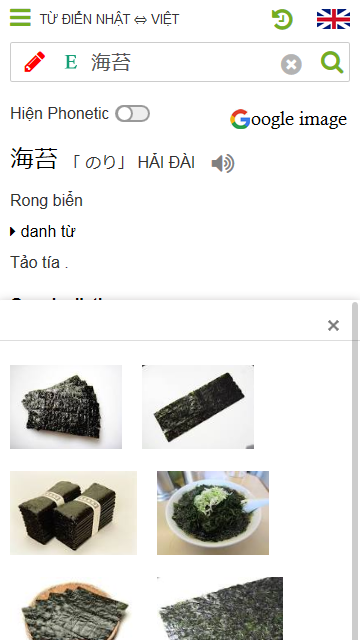 TỪ ĐIỂN NHẬT ⇔ VIỆT
E 海苔
Hiện Phonetic
Google image
海苔 「のり」 HẢI ĐÀI
Rong biển
danh từ
Tảo tía .
×